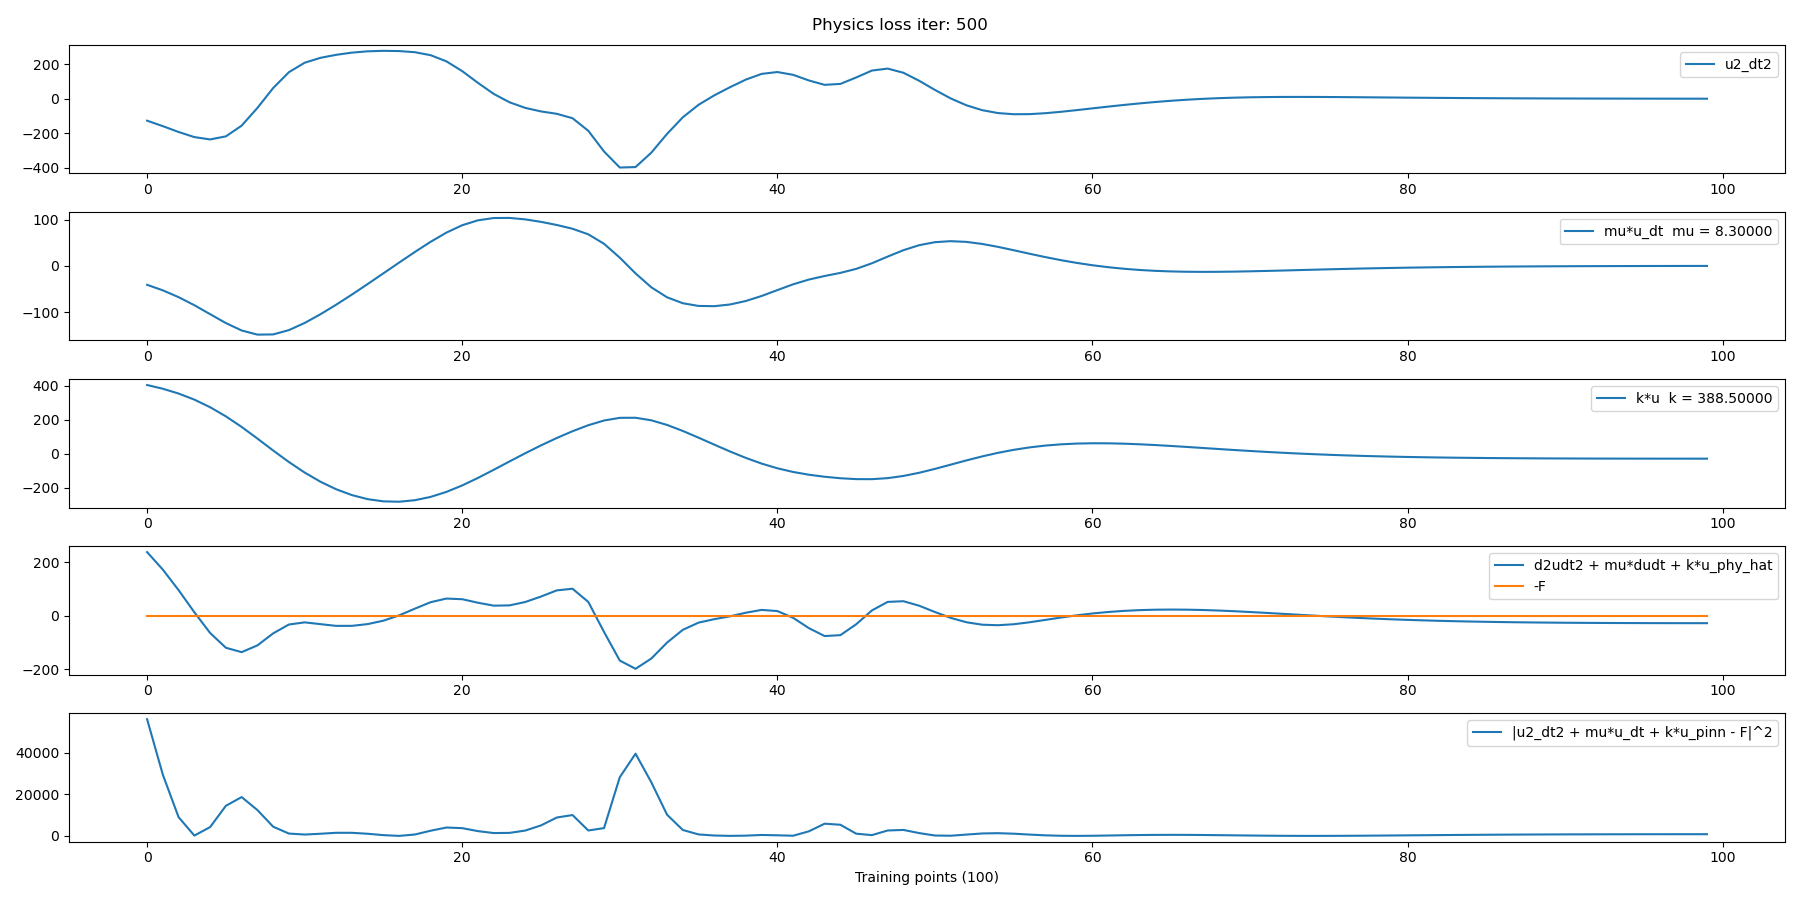 Physics loss iter: 500
200
0
−200
−400
u2_dt2
0 20 40 60 80 100
100
0
−100
mu*u_dt  mu = 8.30000
0 20 40 60 80 100
400
200
0
−200
k*u  k = 388.50000
0 20 40 60 80 100
200
0
−200
d2udt2 + mu*dudt + k*u_phy_hat
-F
0 20 40 60 80 100
40000
20000
0
|u2_dt2 + mu*u_dt + k*u_pinn - F|^2
0 20 40 60 80 100
Training points (100)